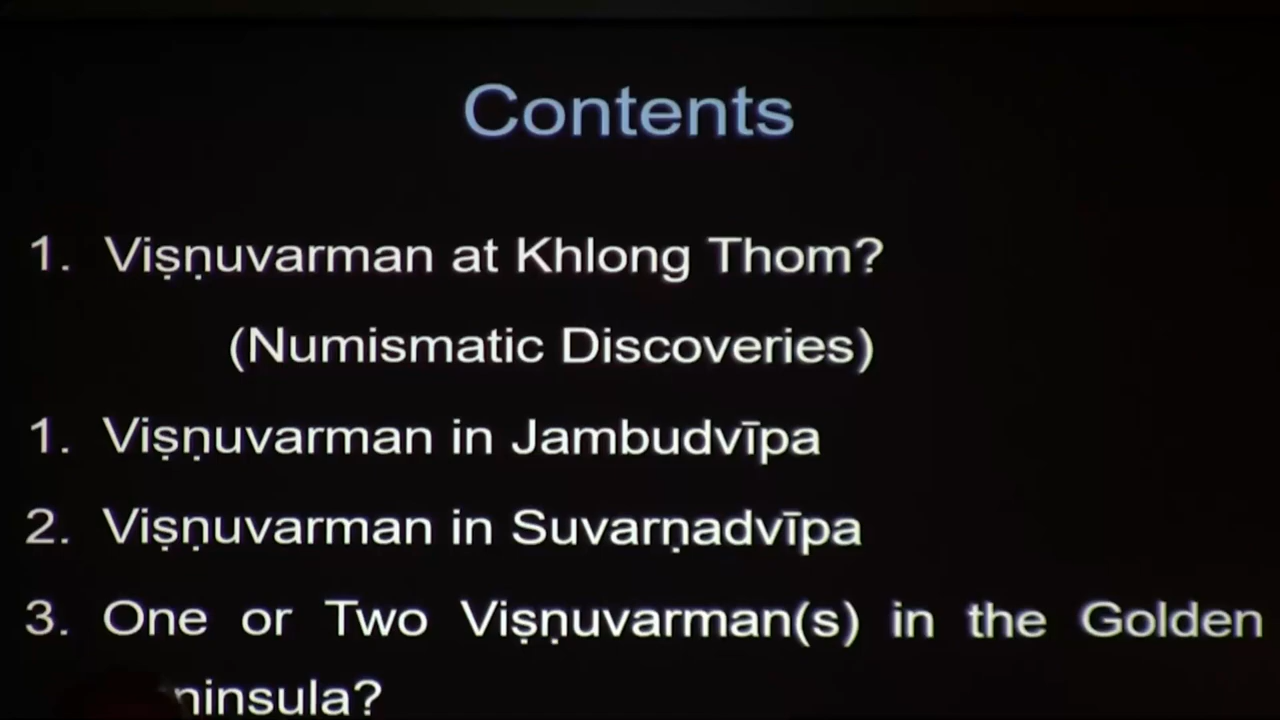 Contents
1. Viṣṇuvarman at Khlong Thom?
(Numismatic Discoveries)
1. Viṣṇuvarman in Jambudvīpa
2. Viṣṇuvarman in Suvarṇadvīpa
3. One or Two Viṣṇuvarman(s) in the Golden
ninsula?